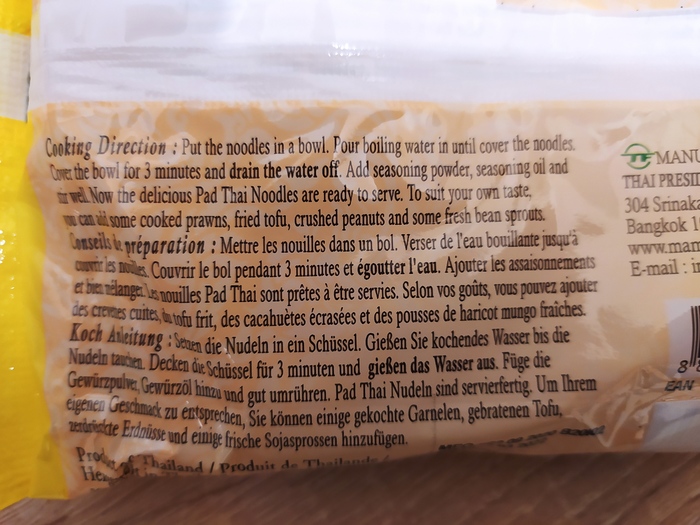 Cooking Direction : Put the noodles in a bowl. Pour boiling water in until cover the noodles.
Cover the bowl for 3 minutes and drain the water off. Add seasoning powder, seasoning oil and
stir well. Now the delicious Pad Thai Noodles are ready to serve. To suit your own taste,
you can add some cooked prawns, fried tofu, crushed peanuts and some fresh bean sprouts.
Conseils de préparation : Mettre les nouilles dans un bol. Verser de l'eau bouillante jusqu'à
couvrir les nouilles. Couvrir le bol pendant 3 minutes et égoutter l'eau. Ajouter les assaisonnements
et bien mélanger. Les nouilles Pad Thai sont prêtes à être servies. Selon vos goûts, vous pouvez ajouter
des crevettes cuites, du tofu frit, des cacahuètes écrasées et des pousses de haricot mungo fraîches.
Koch Anleitung : Setzen die Nudeln in ein Schüssel. Gießen Sie kochendes Wasser bis die
Nudeln tauchen. Decken die Schüssel für 3 minuten und gießen das Wasser aus. Füge die
Gewürzpulver, Gewürzöl hinzu und gut umrühren. Pad Thai Nudeln sind servierfertig. Um Ihrem
eigenen Geschmack zu entsprechen, Sie können einige gekochte Garnelen, gebratenen Tofu,
zerdrückte Erdnüsse und einige frische Sojasprossen hinzufügen.
Product of Thailand / Produit de Thaïlande /
MANU
THAI PRESID
304 Srinaka
Bangkok 1
www.mam
E-mail : i
8
EAN